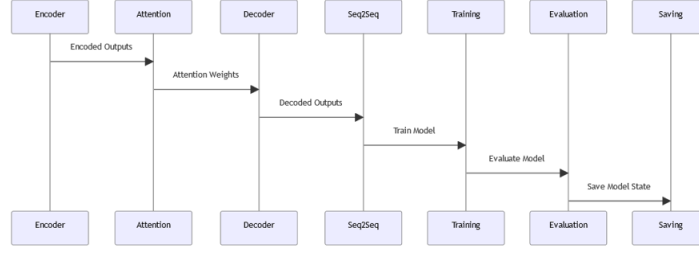 Encoder Attention Decoder Seq2Seq Training Evaluation Saving
Encoded Outputs
Attention Weights
Decoded Outputs
Train Model
Evaluate Model
Save Model State
Encoder Attention Decoder Seq2Seq Training Evaluation Saving